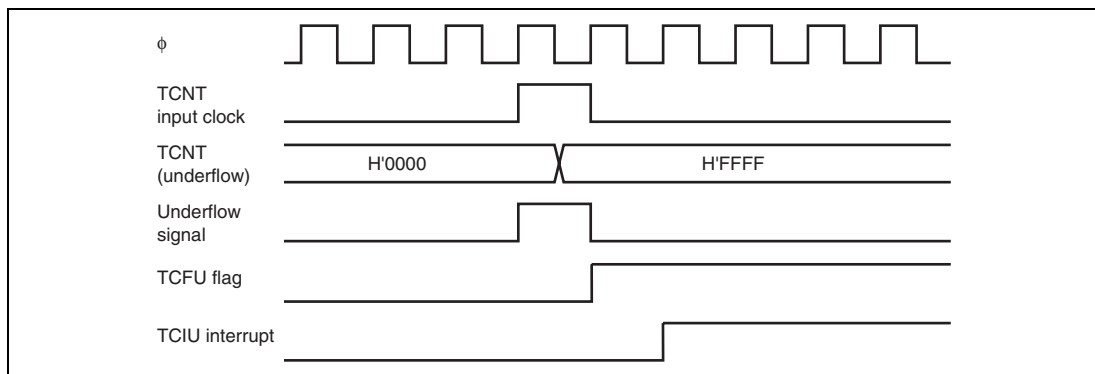 φ
TCNT
input clock
TCNT
(underflow)
H'0000
H'FFFF
Underflow
signal
TCFU flag
TCIU interrupt